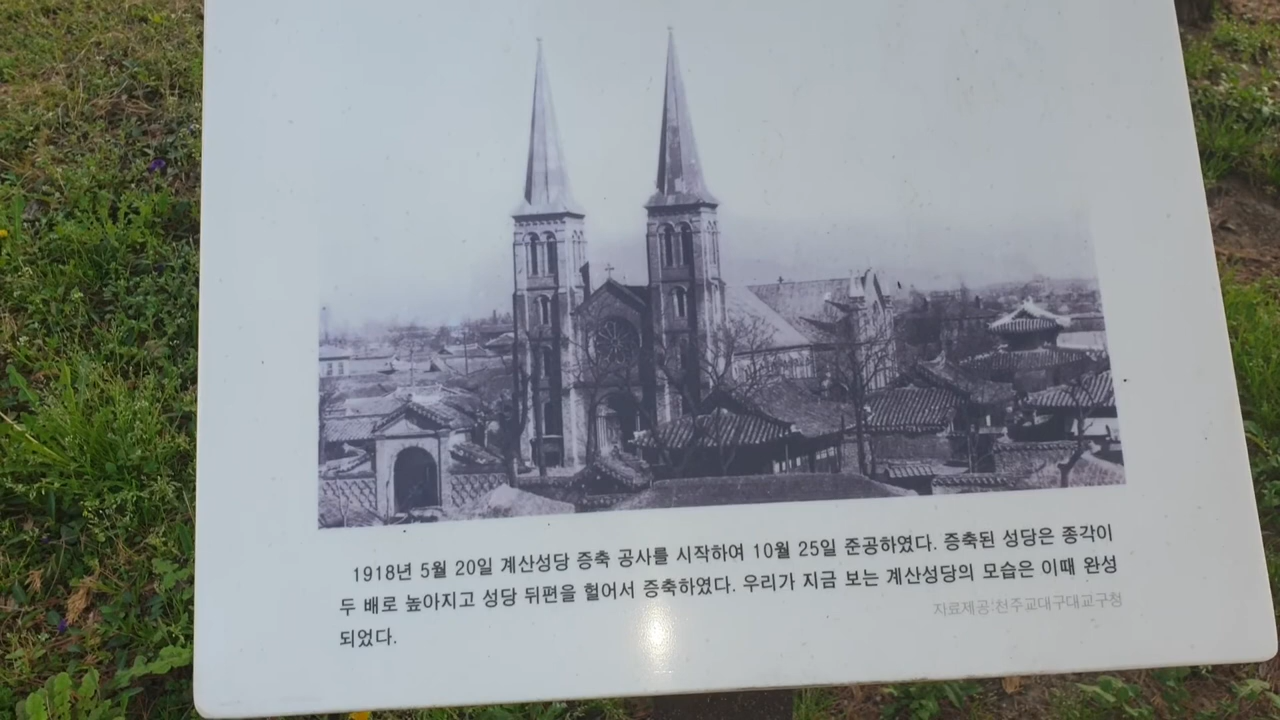 1918년 5월 20일 계산성당 증축 공사를 시작하여 10월 25일 준공하였다. 증축된 성당은 종각이
두 배로 높아지고 성당 뒤편을 헐어서 증축하였다. 우리가 지금 보는 계산성당의 모습은 이때 완성
되었다.
자료제공:천주교대구대교구청